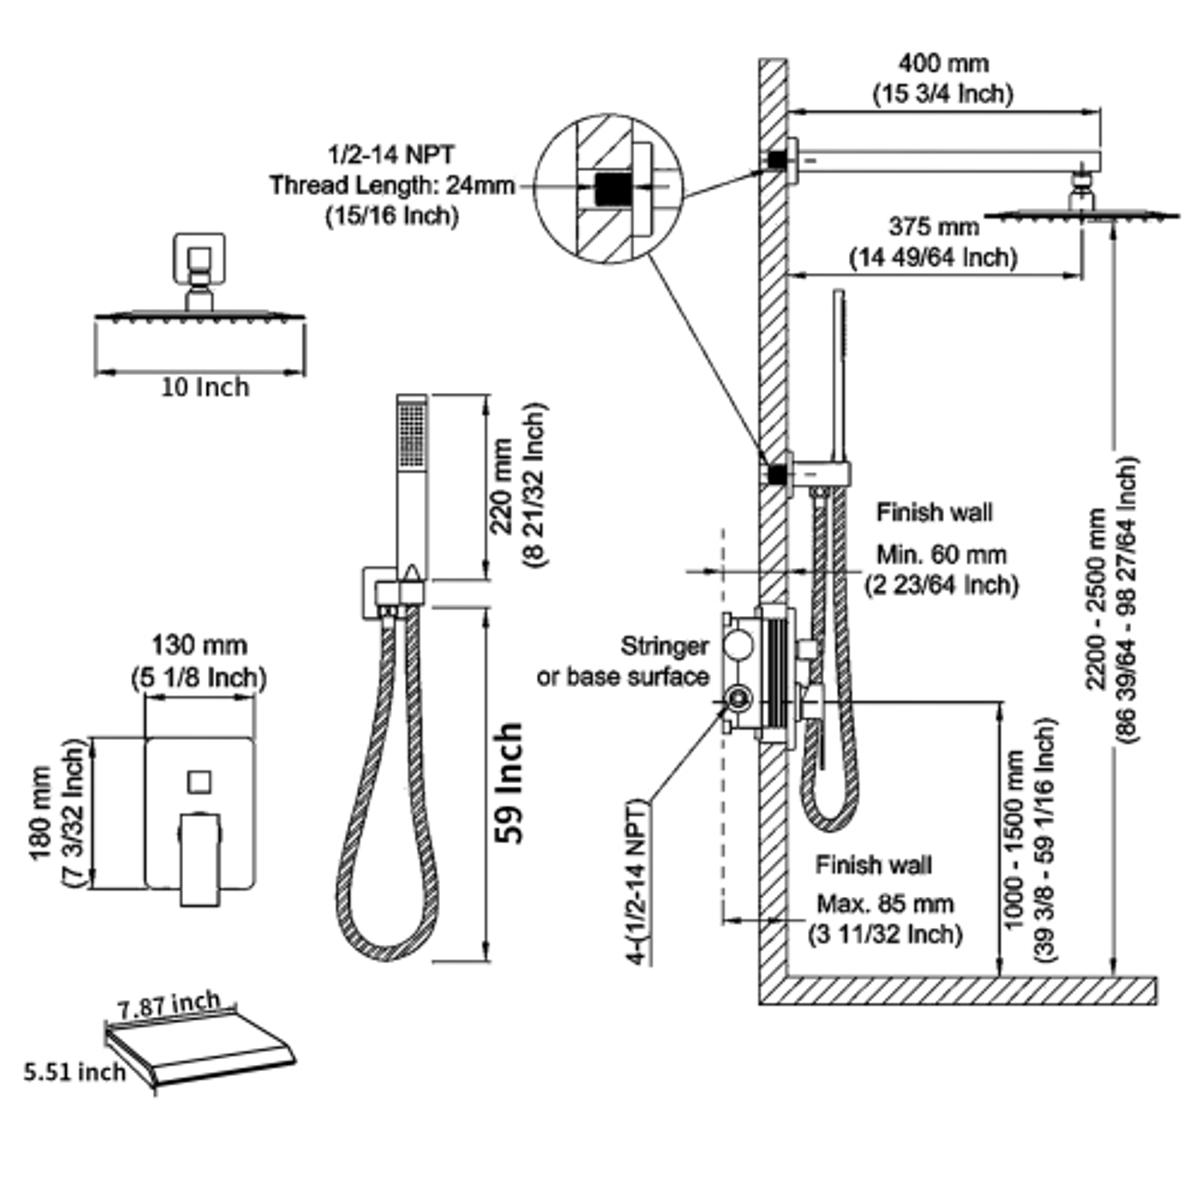 400 mm
(15 3/4 Inch)
1/2-14 NPT
Thread Length: 24mm
(15/16 Inch)
375 mm
(14 49/64 Inch)
10 Inch
220 mm
(8 21/32 Inch)
Finish wall
Min. 60 mm
(2 23/64 Inch)
2200 - 2500 mm
(86 39/64 - 98 27/64 Inch)
Stringer
or base surface
130 mm
(5 1/8 Inch)
180 mm
(7 3/32 Inch)
59 Inch
4-(1/2-14 NPT)
Finish wall
Max. 85 mm
(3 11/32 Inch)
1000 - 1500 mm
(39 3/8 - 59 1/16 Inch)
7.87 inch
5.51 inch